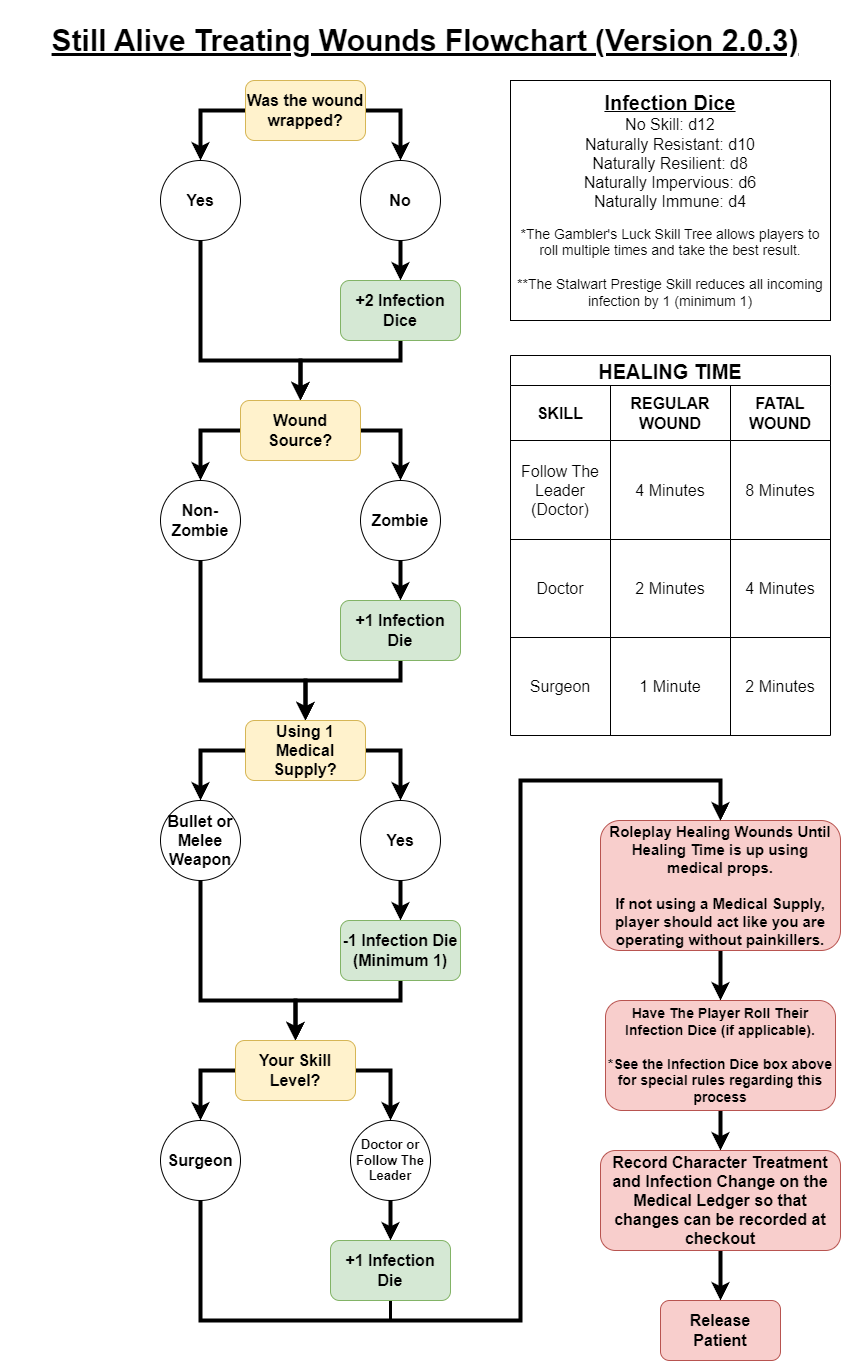 Still Alive Treating Wounds Flowchart (Version 2.0.3)
Was the wound
wrapped?
Yes
No
+2 Infection
Dice
Wound
Source?
Non-
Zombie
Zombie
+1 Infection
Die
Using 1
Medical
Supply?
Bullet or
Melee
Weapon
Yes
-1 Infection Die
(Minimum 1)
Your Skill
Level?
Surgeon
Doctor or
Follow The
Leader
+1 Infection
Die
Infection Dice
No Skill: d12
Naturally Resistant: d10
Naturally Resilient: d8
Naturally Impervious: d6
Naturally Immune: d4
*The Gambler's Luck Skill Tree allows players to
roll multiple times and take the best result.
**The Stalwart Prestige Skill reduces all incoming
infection by 1 (minimum 1)
HEALING TIME
SKILL
REGULAR
WOUND
FATAL
WOUND
Follow The
Leader
(Doctor)
4 Minutes
8 Minutes
Doctor
2 Minutes
4 Minutes
Surgeon
1 Minute
2 Minutes
Roleplay Healing Wounds Until
Healing Time is up using
medical props.
If not using a Medical Supply,
player should act like you are
operating without painkillers.
Have The Player Roll Their
Infection Dice (if applicable).
*See the Infection Dice box above
for special rules regarding this
process
Record Character Treatment
and Infection Change on the
Medical Ledger so that
changes can be recorded at
checkout
Release
Patient